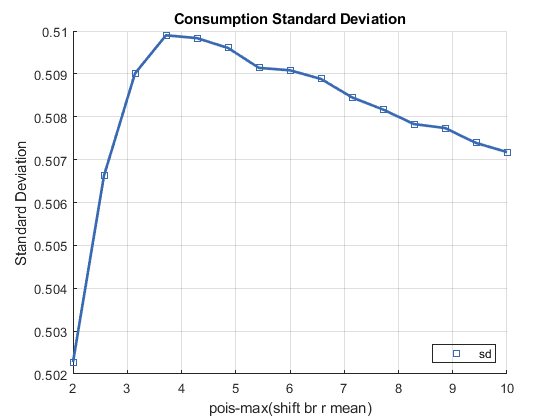 Consumption Standard Deviation
0.51
0.509
0.508
0.507
0.506
0.505
0.504
0.503
0.502
Standard Deviation
2 3 4 5 6 7 8 9 10
pois-max(shift br r mean)
sd